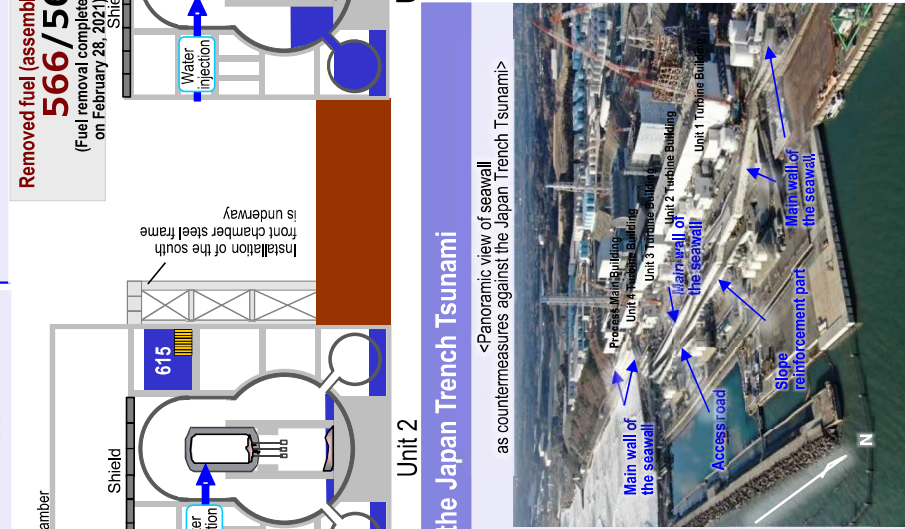 Removed fuel (assembl
566/56
(Fuel removal complete
on February 28, 2021)
Water
injection
Installation of the south
front chamber steel frame
is underway
615
Shield
Unit 2
the Japan Trench Tsunami
<Panoramic view of seawall
as countermeasures against the Japan Trench Tsunami>
Process Main Building
Unit 4 Turbine Building
Unit 3 Turbine Building
Unit 2 Turbine Building
Unit 1 Turbine Building
Main wall of
the seawall
Main wall of
the seawall
Main wall of
the seawall
Access road
Slope
reinforcement part
N